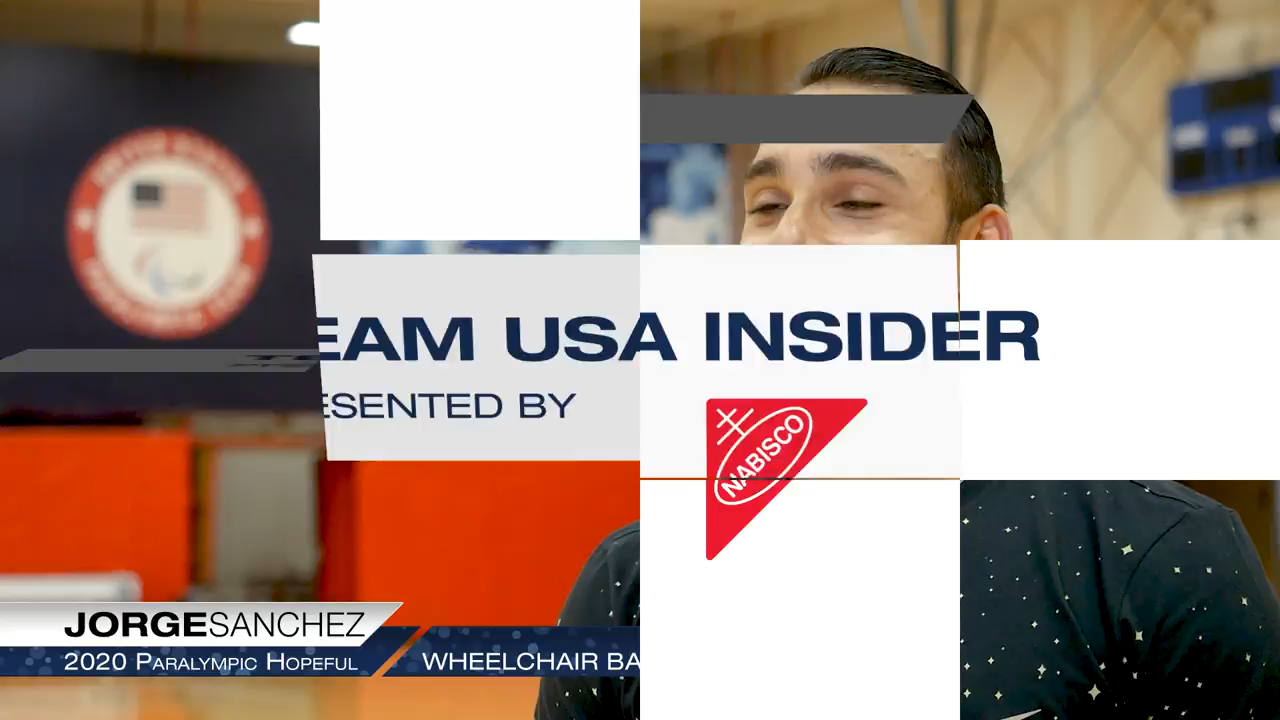 EAM USA INSIDER
ESENTED BY
NABISCO
JORGESANCHEZ
2020 PARALYMPIC HOPEFUL
WHEELCHAIR BA